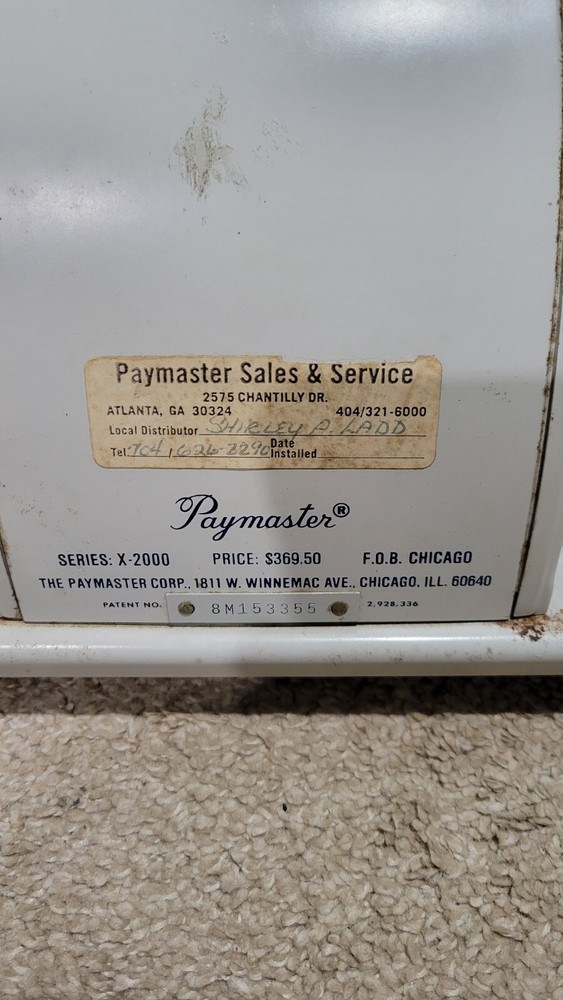 Paymaster Sales & Service
2575 CHANTILLY DR.
ATLANTA, GA 30324 404/321-6000
Local Distributor SHIRLEY A. LADD
Tel. 704 / 626-3290 Date Installed
Paymaster®
SERIES: X-2000 PRICE: $369.50 F.O.B. CHICAGO
THE PAYMASTER CORP., 1811 W. WINNEMAC AVE., CHICAGO, ILL. 60640
PATENT NO. 8M153355 2,928,336